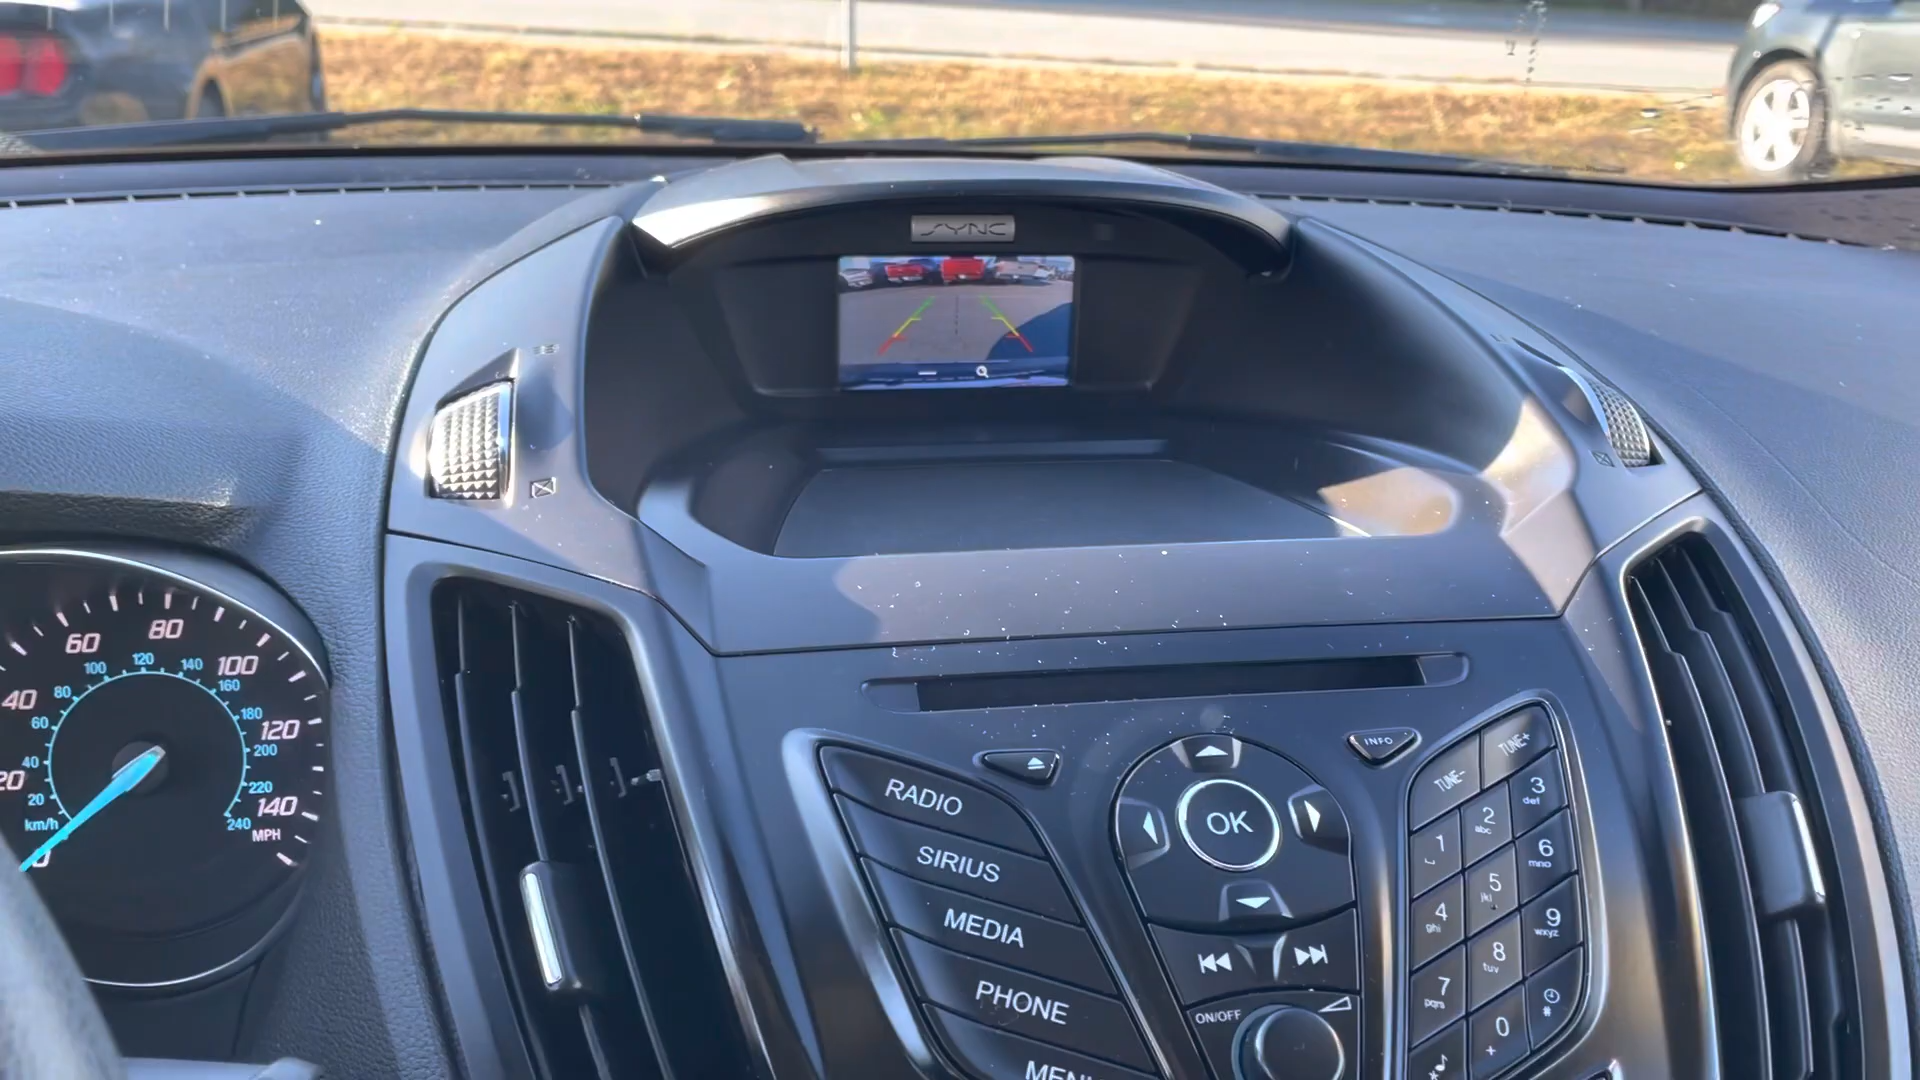 SYNC
60
80
100
120
140
40
100
20
0
MPH
120
140
80
160
60
180
40
200
20
220
240
km/h
INFO
TUNE-
TUNE+
RADIO
SIRIUS
MEDIA
PHONE
MENU
OK
ON/OFF
1
2
abc
3
def
4
ghi
5
jkl
6
mno
7
pqrs
8
tuv
9
wxyz
*
0
+
#